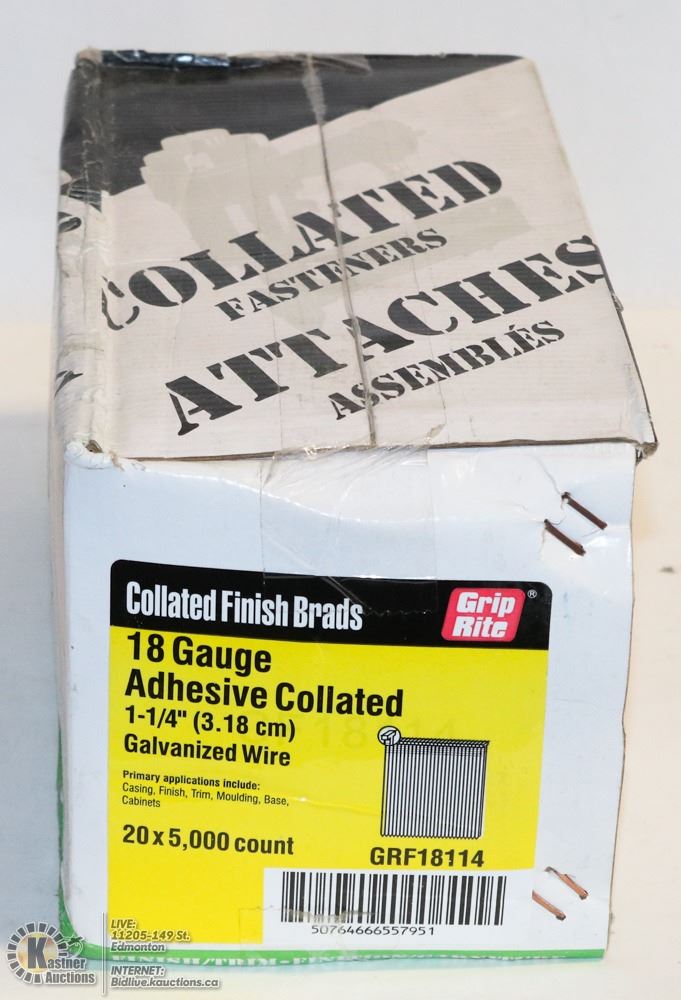 COLLATED
FASTENERS
ATTACHES
ASSEMBLÉS
Collated Finish Brads
Grip Rite®
18 Gauge
Adhesive Collated
1-1/4" (3.18 cm)
Galvanized Wire
Primary applications include:
Casing, Finish, Trim, Moulding, Base,
Cabinets
20 x 5,000 count
GRF18114
50764666557951
Kastner
Auctions
LIVE:
11205-149 St.
Edmonton
INTERNET:
Bidlive.kauctions.ca